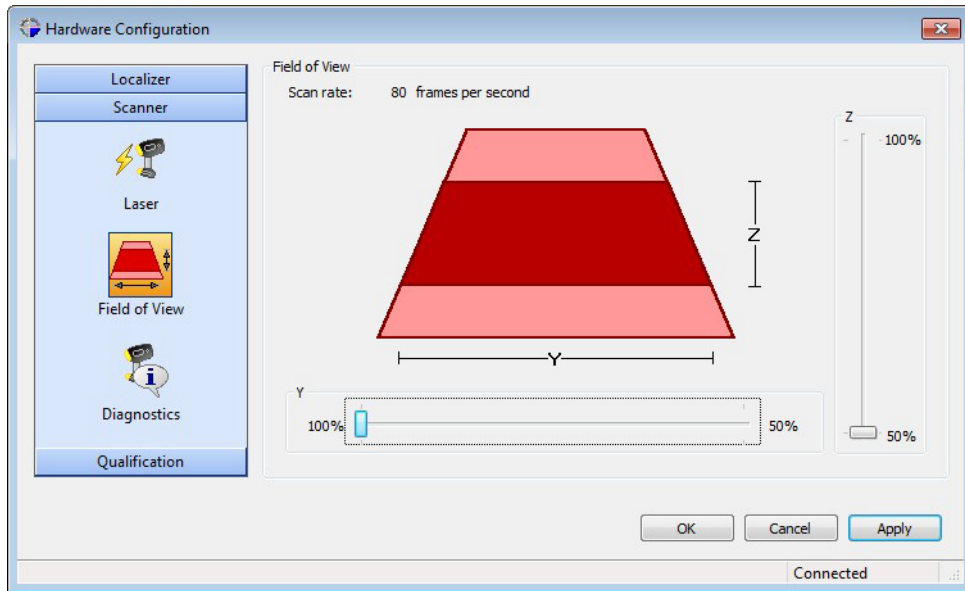 Hardware Configuration
Localizer
Scanner
Laser
Field of View
Diagnostics
Qualification
Field of View
Scan rate: 80 frames per second
Z
100%
Z
50%
Y
Y
100%
50%
OK Cancel Apply
Connected